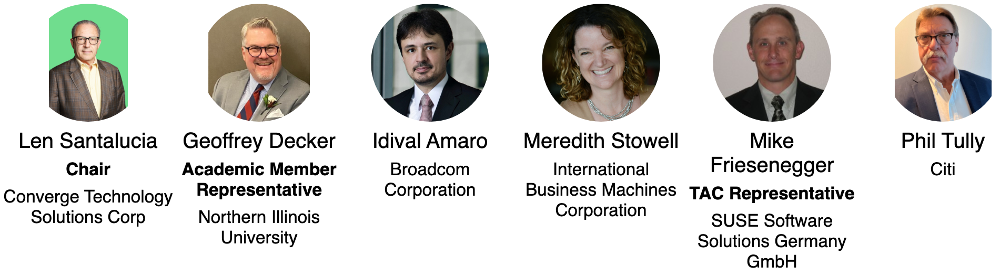 Len Santalucia
Chair
Converge Technology
Solutions Corp
Geoffrey Decker
Academic Member
Representative
Northern Illinois
University
Idival Amaro
Broadcom
Corporation
Meredith Stowell
International
Business Machines
Corporation
Mike
Friesenegger
TAC Representative
SUSE Software
Solutions Germany
GmbH
Phil Tully
Citi